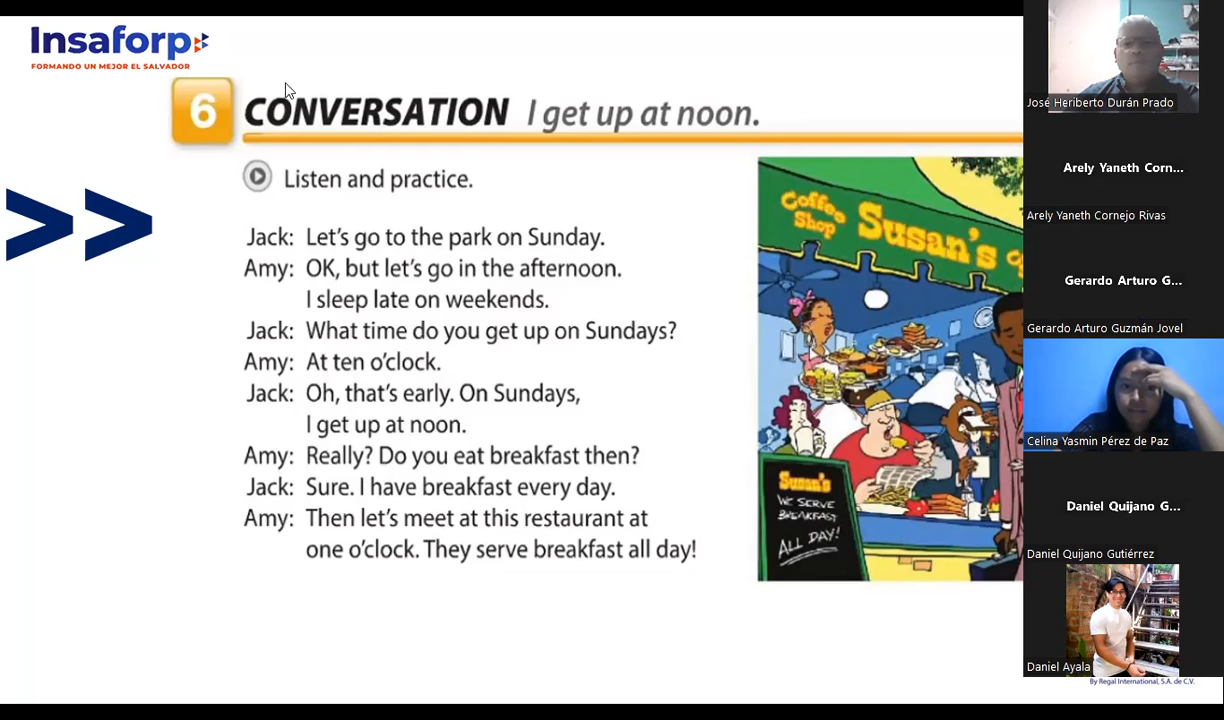 Insaforp
FORMANDO UN MEJOR EL SALVADOR
6 CONVERSATION I get up at noon.
Listen and practice.
Jack: Let's go to the park on Sunday.
Amy: OK, but let's go in the afternoon.
I sleep late on weekends.
Jack: What time do you get up on Sundays?
Amy: At ten o'clock.
Jack: Oh, that's early. On Sundays,
I get up at noon.
Amy: Really? Do you eat breakfast then?
Jack: Sure. I have breakfast every day.
Amy: Then let's meet at this restaurant at
one o'clock. They serve breakfast all day!
>>
Coffee
Shop
Susan's
Susan's
WE SERVE
BREAKFAST
ALL DAY!
José Heriberto Durán Prado
Arely Yaneth Corn...
Arely Yaneth Cornejo Rivas
Gerardo Arturo G...
Gerardo Arturo Guzmán Jovel
Celina Yasmin Pérez de Paz
Daniel Quijano G...
Daniel Quijano Gutiérrez
Daniel Ayala
By Regal International, S.A. de C.V.